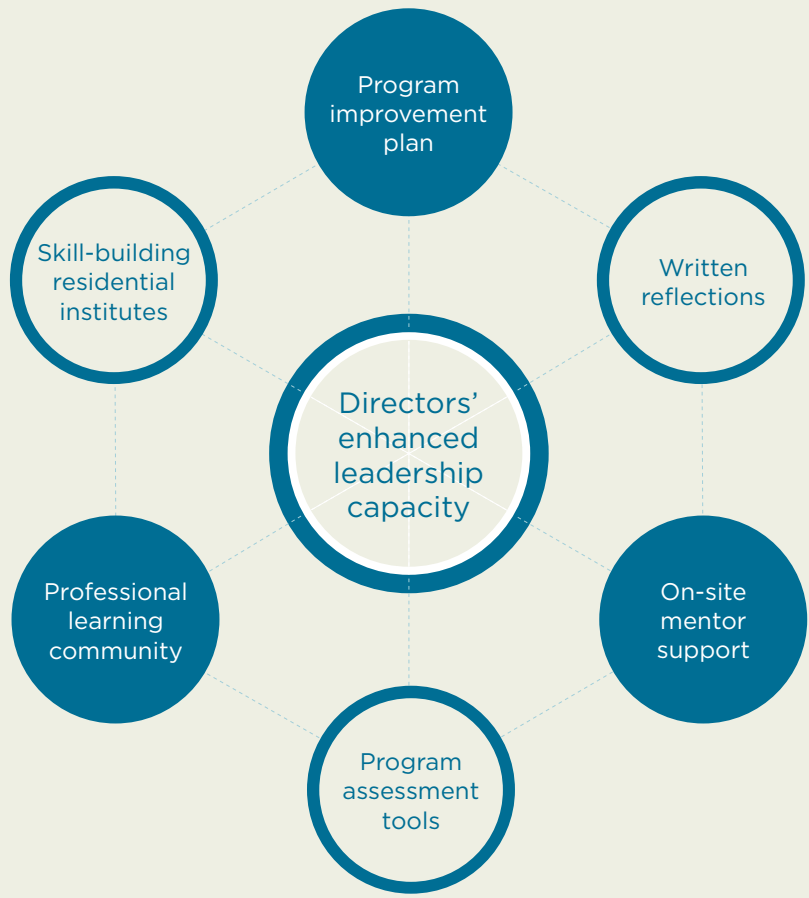 Program
improvement
plan
Skill-building
residential
institutes
Written
reflections
Directors’
enhanced
leadership
capacity
Professional
learning
community
On-site
mentor
support
Program
assessment
tools